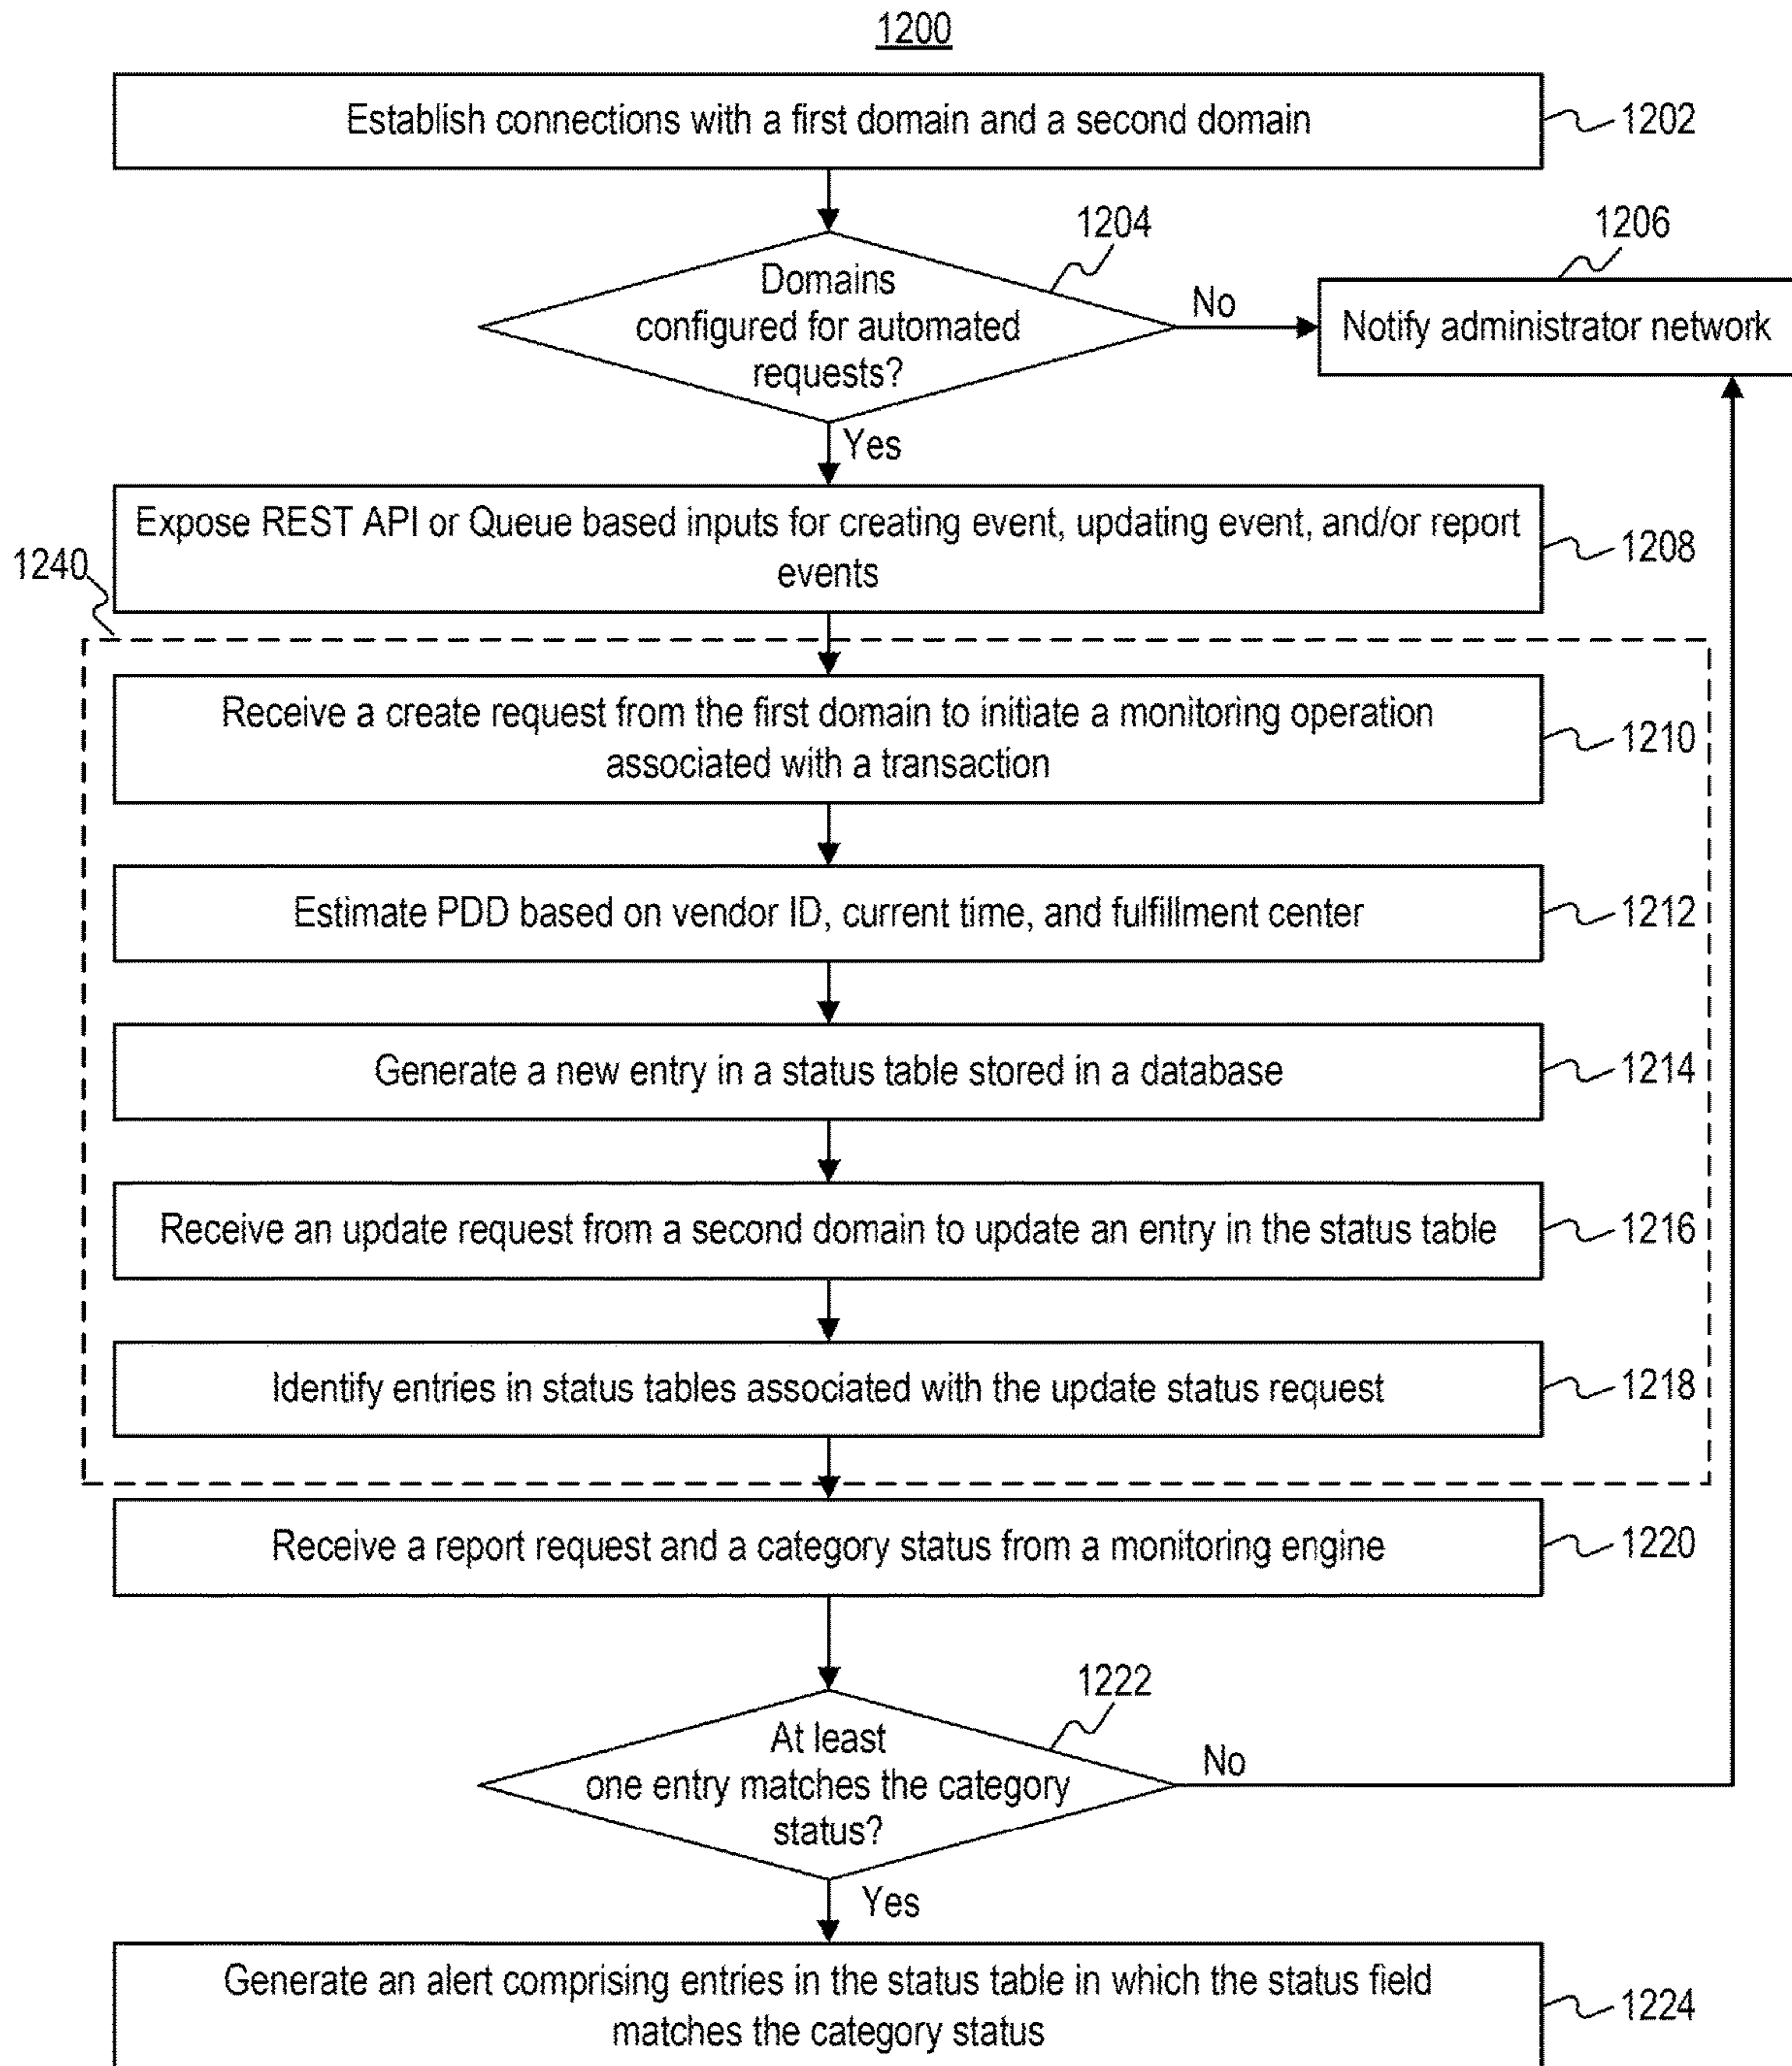 1200
Establish connections with a first domain and a second domain
1202
1204
Domains
configured for automated
requests?
No
1206
Notify administrator network
Yes
Expose REST API or Queue based inputs for creating event, updating event, and/or report
events
1208
1240
Receive a create request from the first domain to initiate a monitoring operation
associated with a transaction
1210
Estimate PDD based on vendor ID, current time, and fulfillment center
1212
Generate a new entry in a status table stored in a database
1214
Receive an update request from a second domain to update an entry in the status table
1216
Identify entries in status tables associated with the update status request
1218
Receive a report request and a category status from a monitoring engine
1220
1222
At least
one entry matches the category
status?
No
Yes
Generate an alert comprising entries in the status table in which the status field
matches the category status
1224